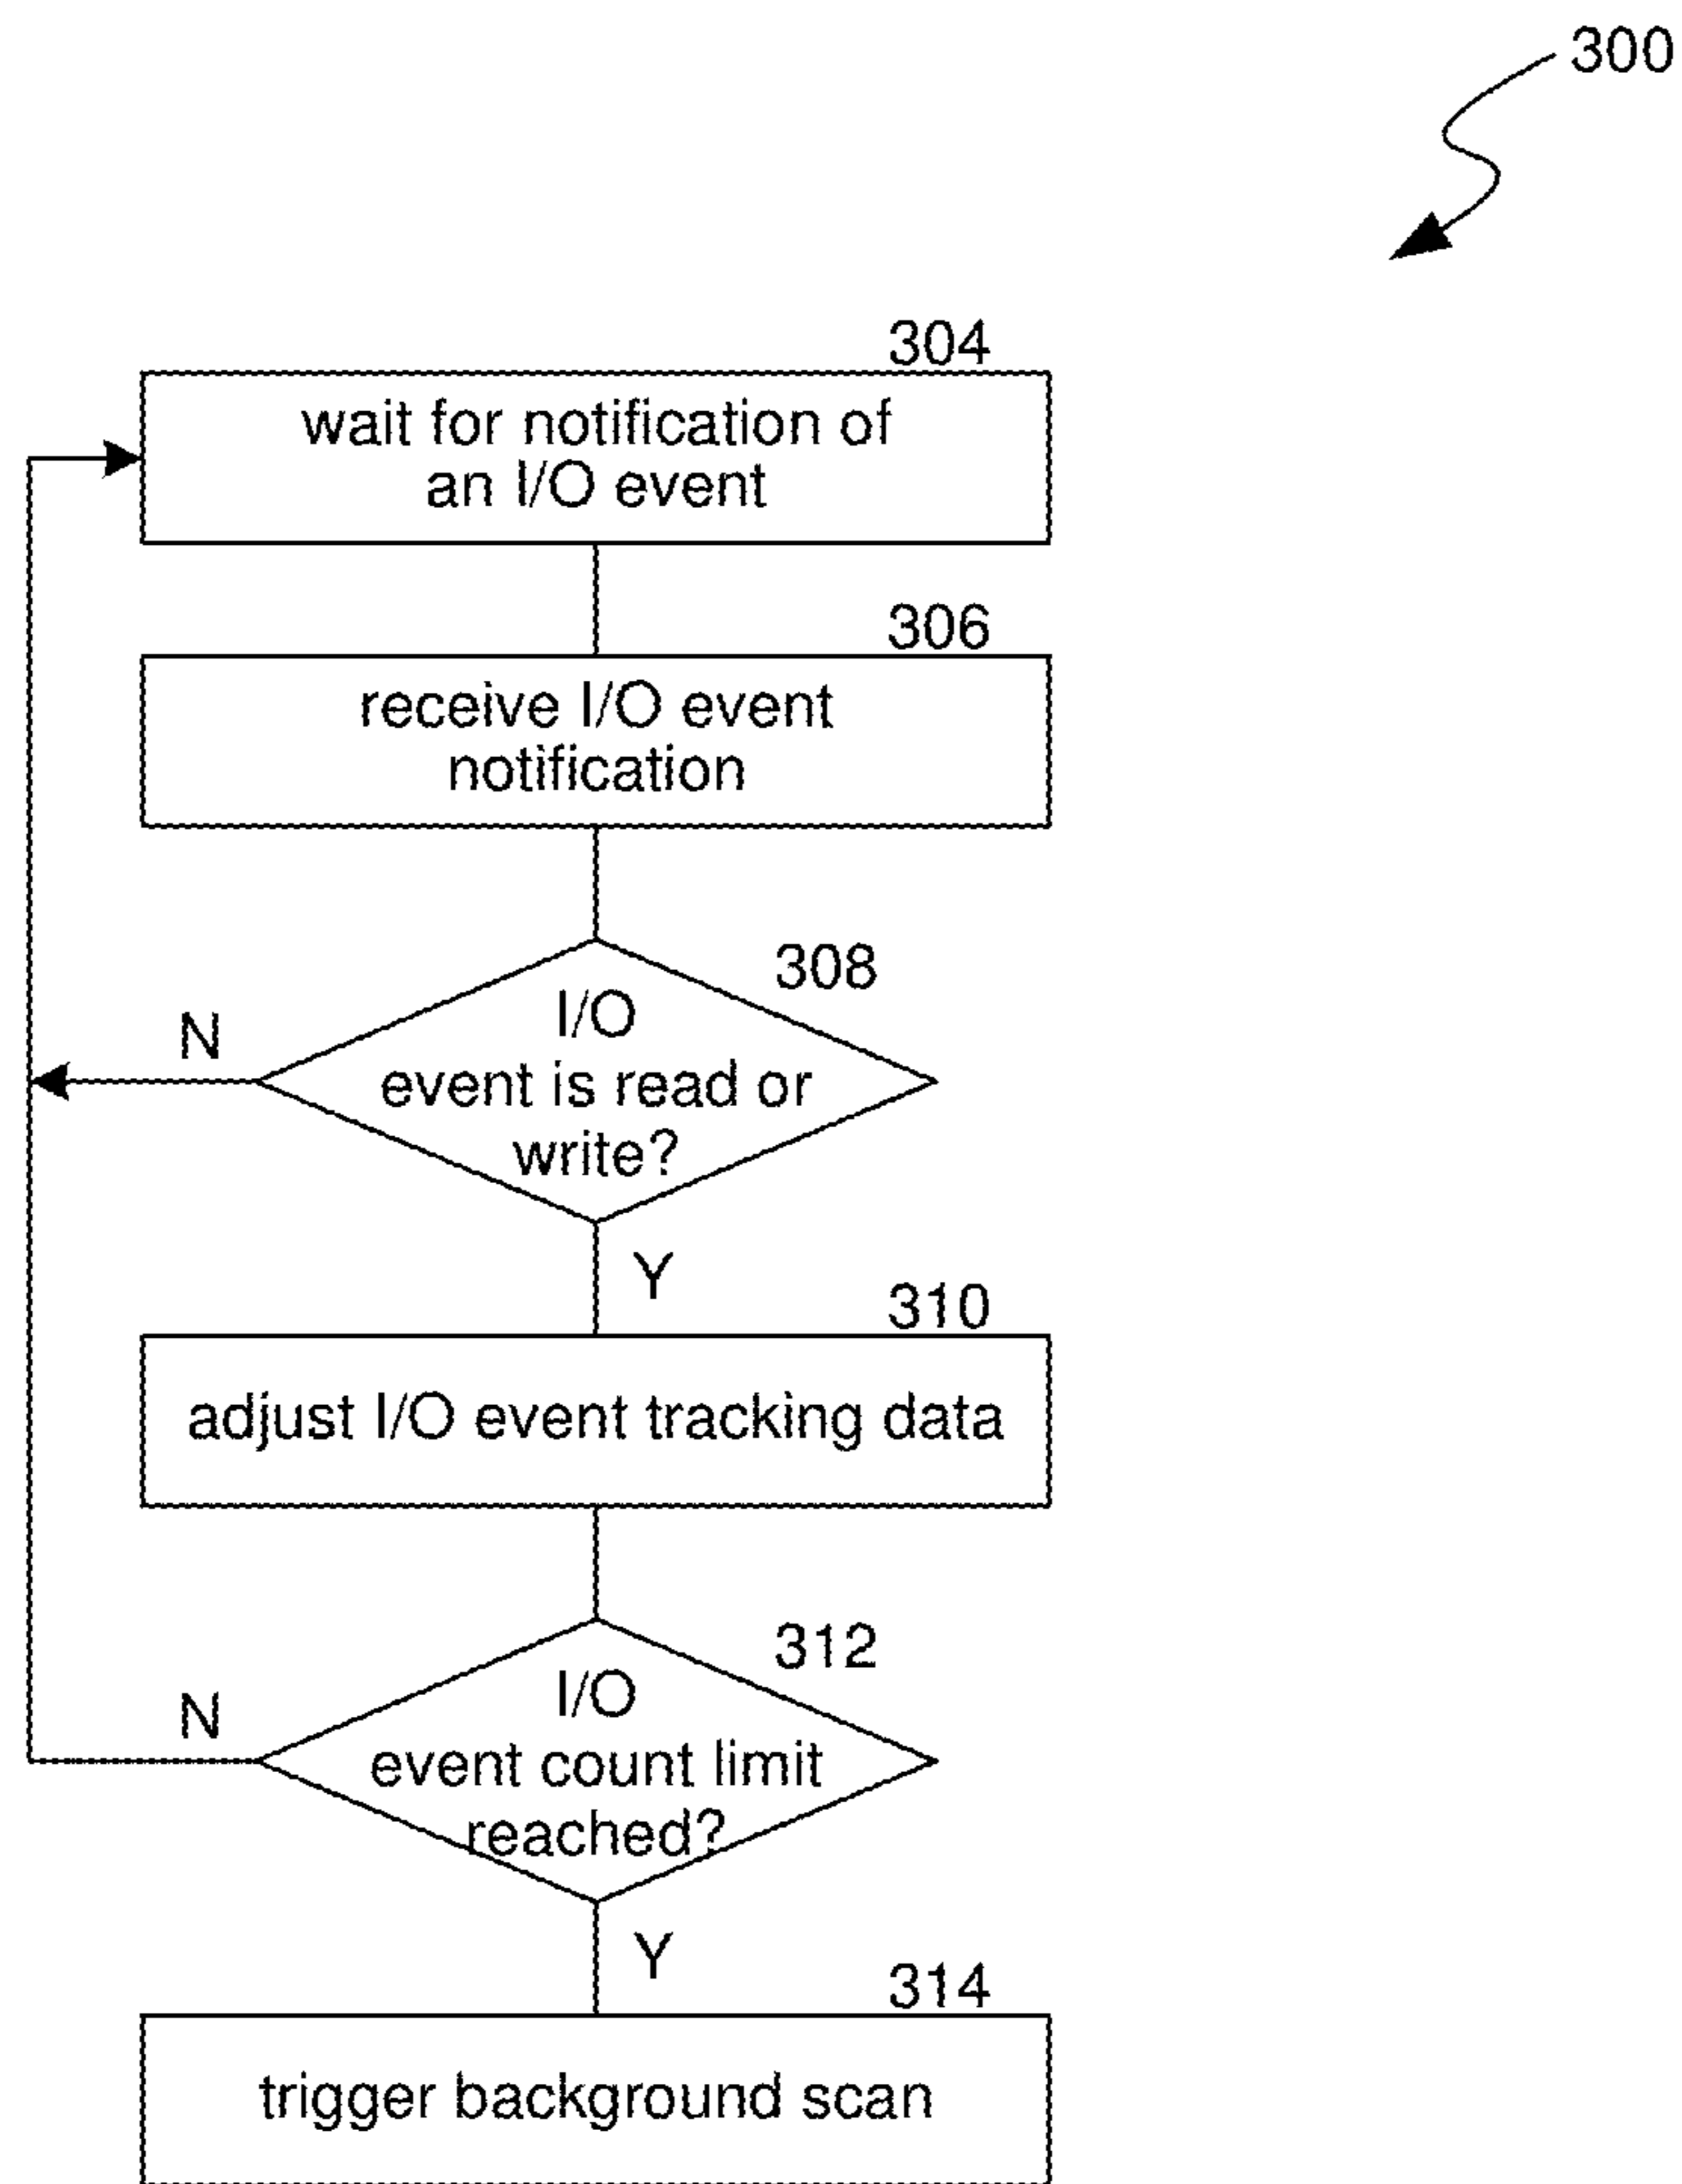 300
304
wait for notification of
an I/O event
306
receive I/O event
notification
308
I/O
event is read or
write?
N
Y
310
adjust I/O event tracking data
312
I/O
event count limit
reached?
N
Y
314
trigger background scan